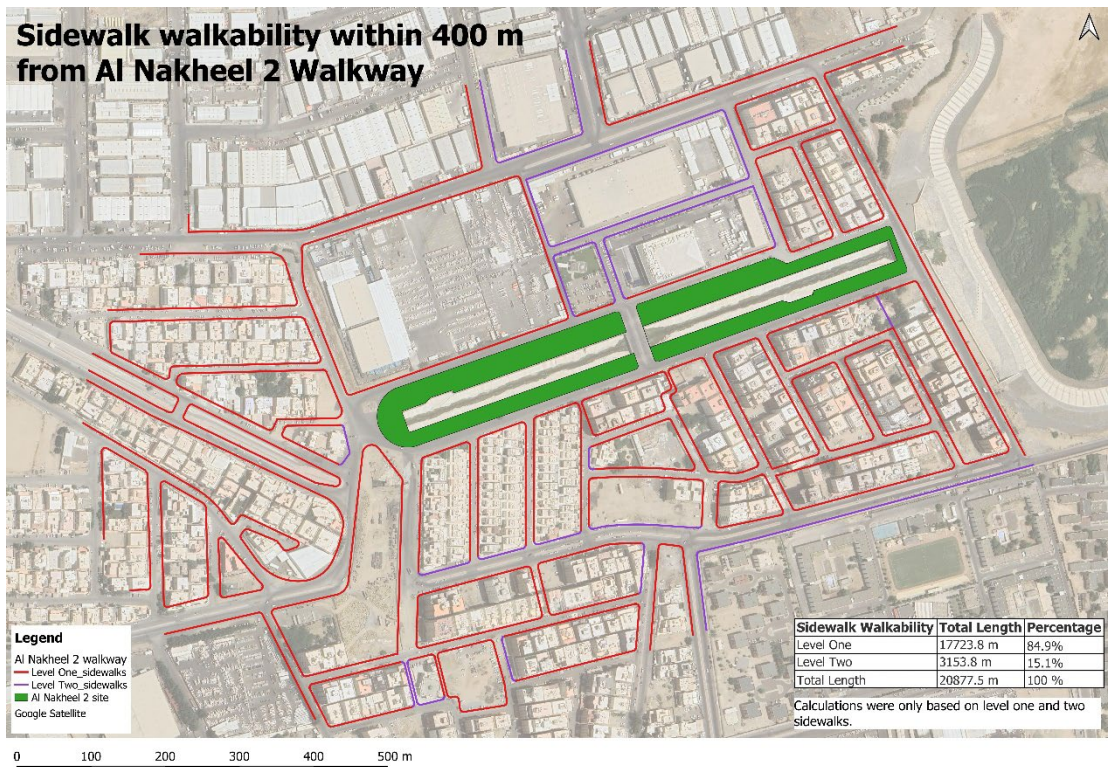 Sidewalk walkability within 400 m
from Al Nakheel 2 Walkway
Legend
Al Nakheel 2 walkway
Level One_sidewalks
Level Two_sidewalks
Al Nakheel 2 site
Google Satellite
Sidewalk Walkability Total Length Percentage
Level One 17723.8 m 84.9%
Level Two 3153.8 m 15.1%
Total Length 20877.5 m 100 %
Calculations were only based on level one and two
sidewalks.
0 100 200 300 400 500 m